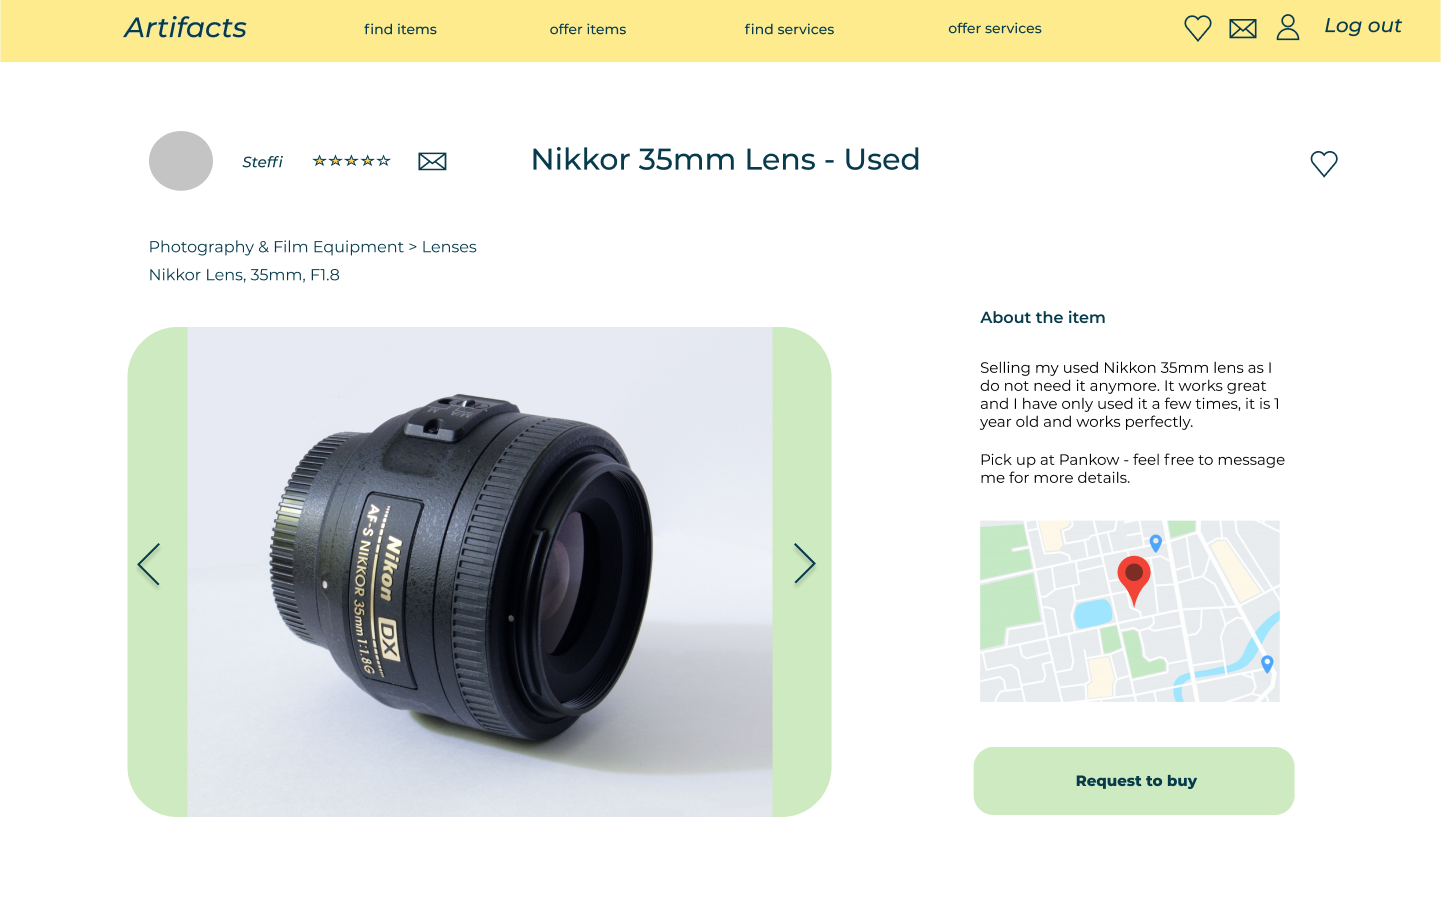 Artifacts
find items
offer items
find services
offer services
Log out
Steffi
Nikkor 35mm Lens - Used
Photography & Film Equipment > Lenses
Nikkor Lens, 35mm, F1.8
About the item
Selling my used Nikkon 35mm lens as I
do not need it anymore. It works great
and I have only used it a few times, it is 1
year old and works perfectly.
Pick up at Pankow - feel free to message
me for more details.
Nikon DX
AF-S NIKKOR 35mm 1:1.8G
Request to buy